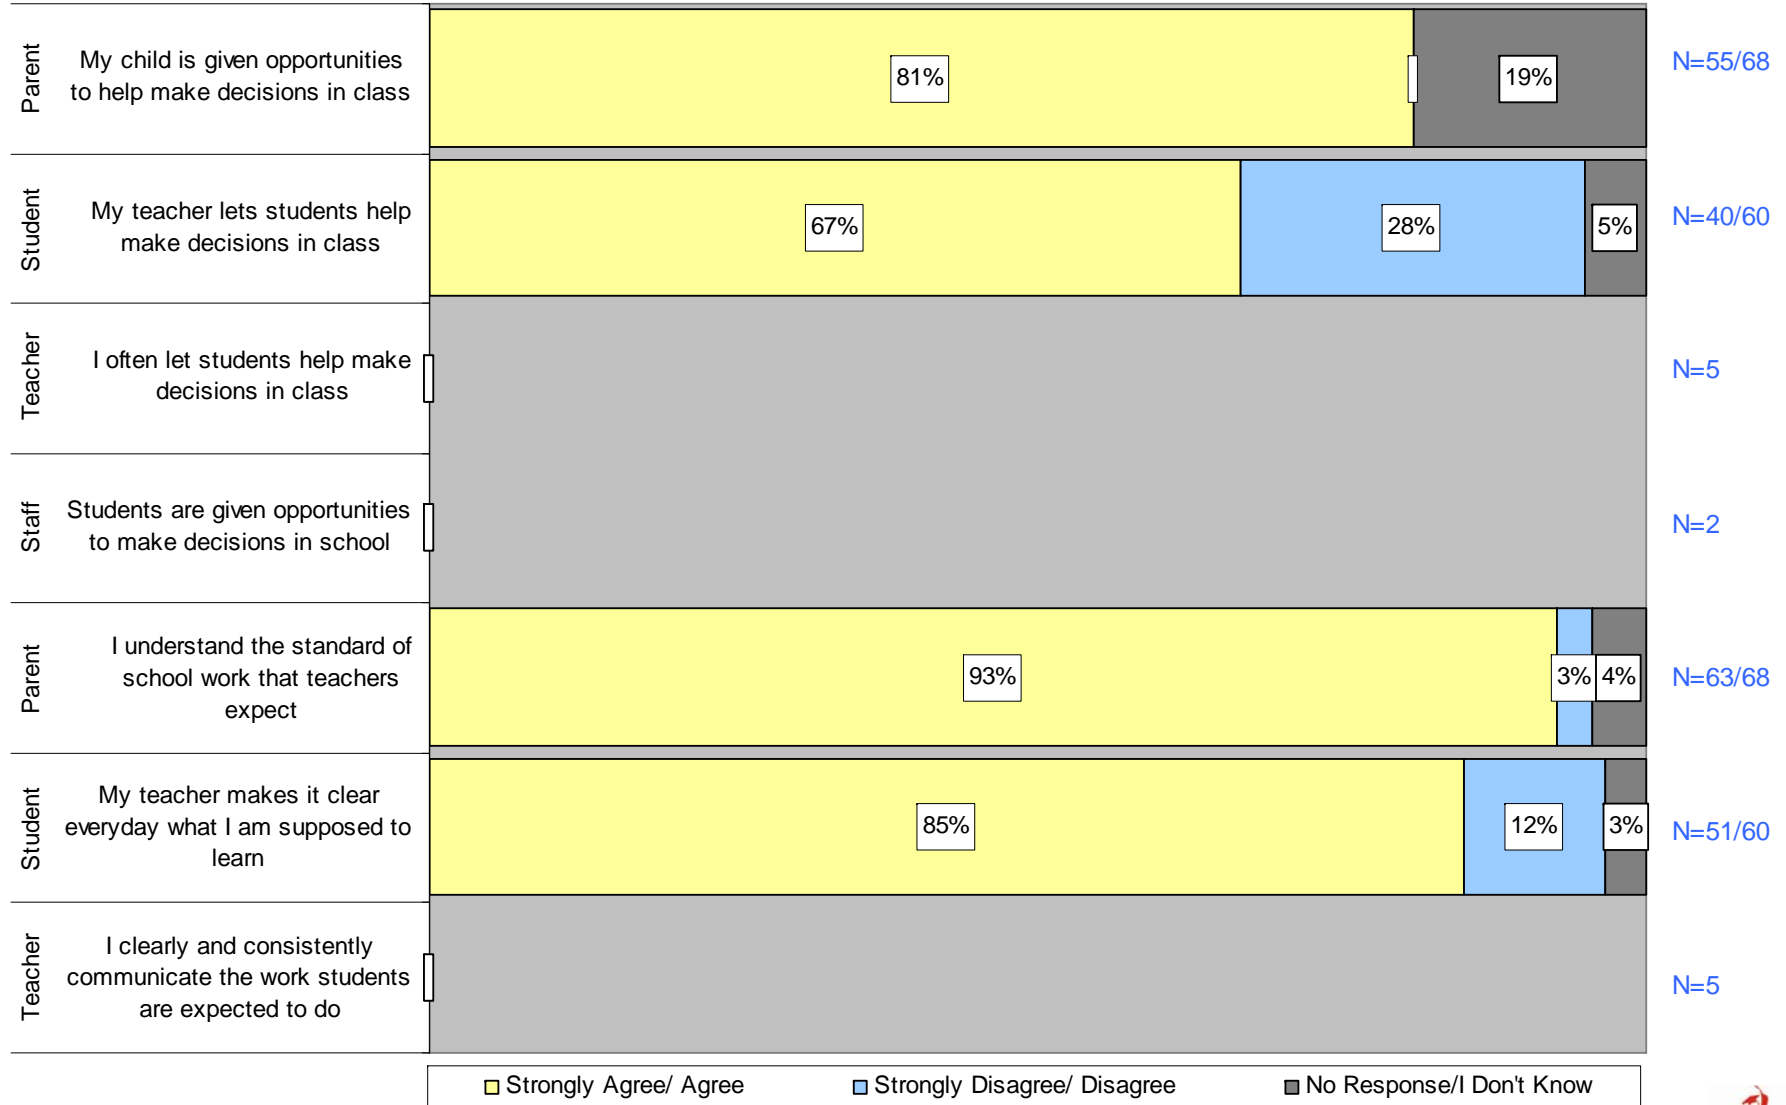 Parent
My child is given opportunities
to help make decisions in class
81%
19%
N=55/68
Student
My teacher lets students help
make decisions in class
67%
28%
5%
N=40/60
Teacher
I often let students help make
decisions in class
N=5
Staff
Students are given opportunities
to make decisions in school
N=2
Parent
I understand the standard of
school work that teachers
expect
93%
3%
4%
N=63/68
Student
My teacher makes it clear
everyday what I am supposed to
learn
85%
12%
3%
N=51/60
Teacher
I clearly and consistently
communicate the work students
are expected to do
N=5
Strongly Agree/ Agree
Strongly Disagree/ Disagree
No Response/I Don't Know